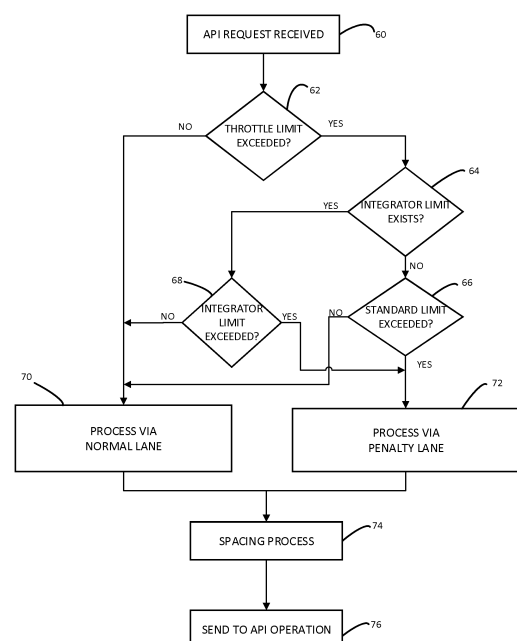 API REQUEST RECEIVED
60
62
THROTTLE LIMIT
EXCEEDED?
NO
YES
64
INTEGRATOR LIMIT
EXISTS?
YES
NO
68
INTEGRATOR
LIMIT
EXCEEDED?
NO
YES
66
STANDARD LIMIT
EXCEEDED?
NO
YES
70
PROCESS VIA
NORMAL LANE
72
PROCESS VIA
PENALTY LANE
SPACING PROCESS
74
SEND TO API OPERATION
76